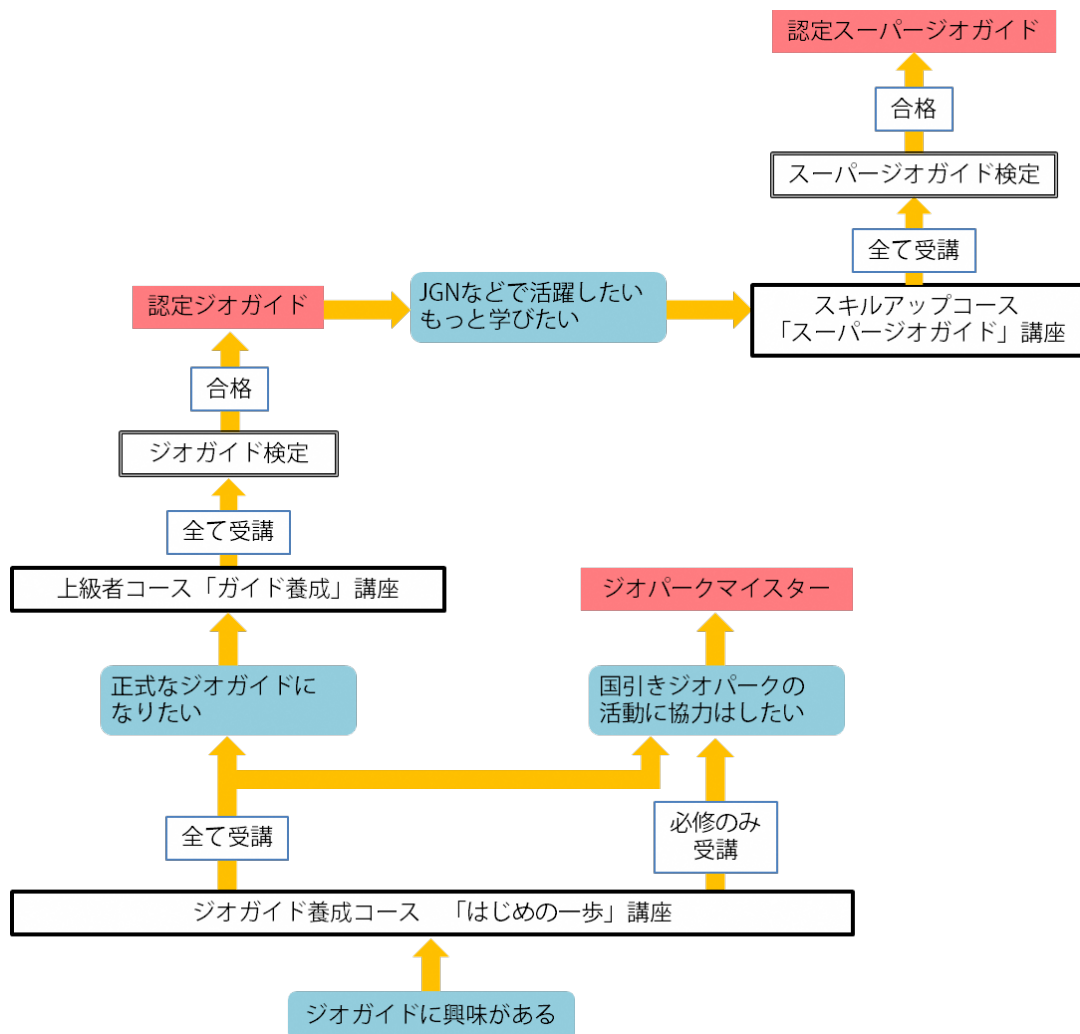 認定スーパージオガイド
合格
スーパージオガイド検定
全て受講
スキルアップコース
「スーパージオガイド」講座
JGNなどで活躍したい
もっと学びたい
認定ジオガイド
合格
ジオガイド検定
全て受講
上級者コース「ガイド養成」講座
ジオパークマイスター
正式なジオガイドに
なりたい
国引きジオパークの
活動に協力はしたい
全て受講
必修のみ
受講
ジオガイド養成コース　「はじめの一歩」講座
ジオガイドに興味がある